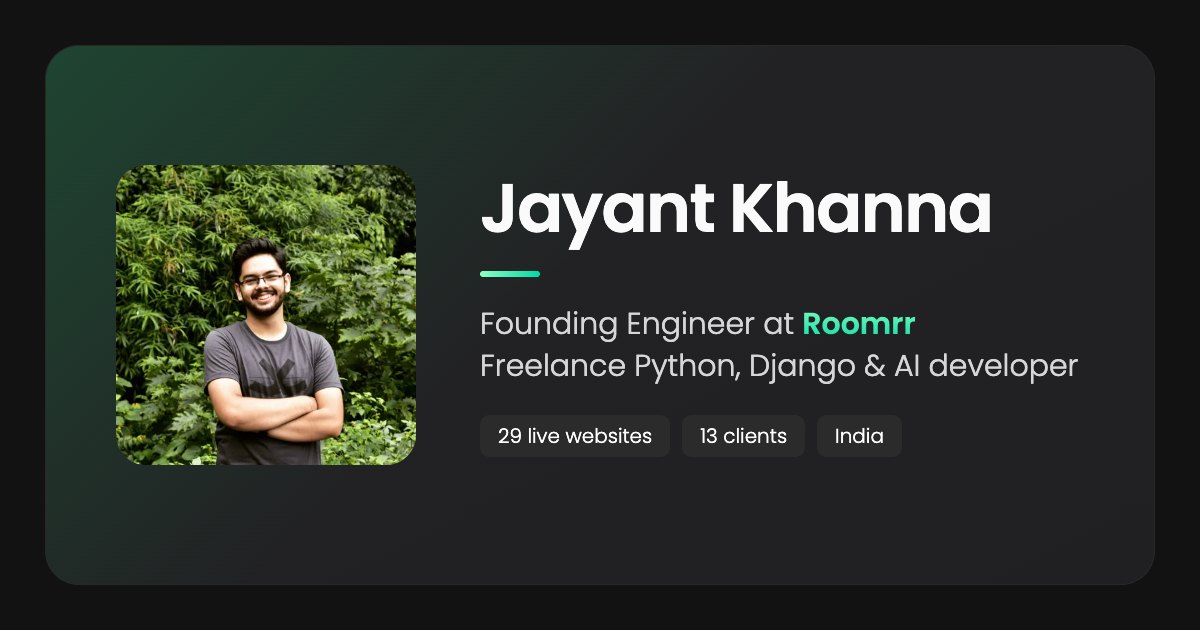 Jayant Khanna
Founding Engineer at Roomrr
Freelance Python, Django & AI developer
29 live websites
13 clients
India